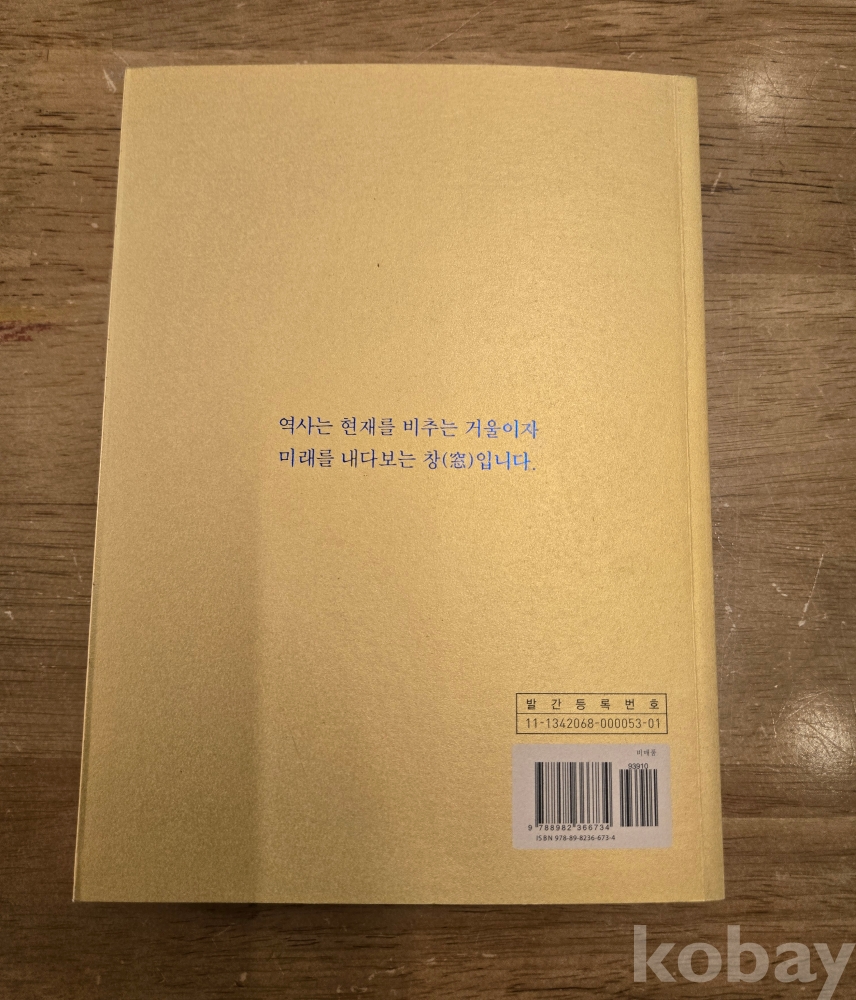 역사는 현재를 비추는 거울이자
미래를 내다보는 창(窓)입니다.
발 간 등 록 번 호
11-1342068-000053-01
비매품
93910
9 788982 366734
ISBN 978-89-8236-673-4
kobay